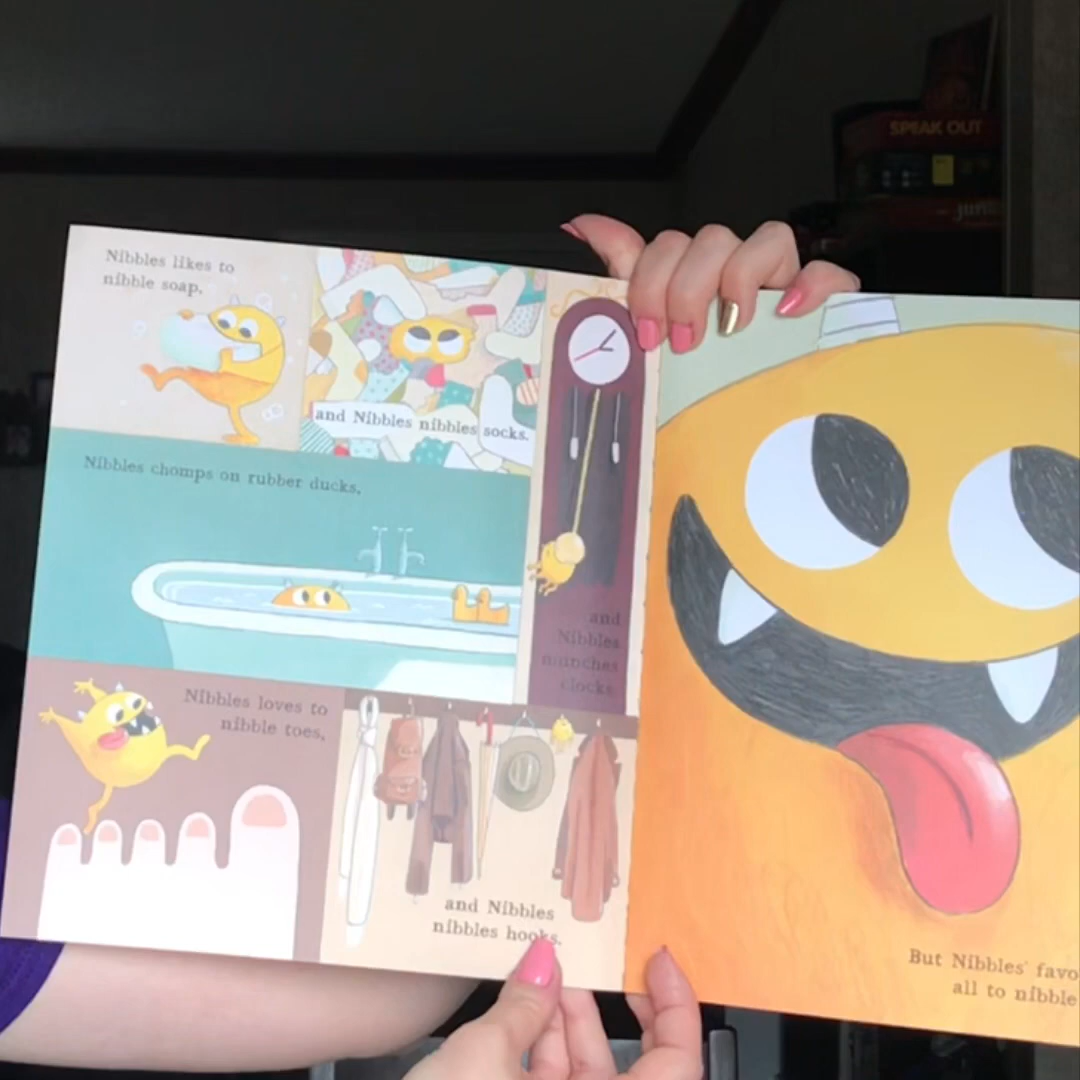 Nibbles likes to
nibble soap,
and Nibbles nibbles socks.
Nibbles chomps on rubber ducks,
and
Nibbles
munches
clocks.
Nibbles loves to
nibble toes,
and Nibbles
nibbles hooks.
But Nibbles' favo
all to nibble
SPEAK OUT